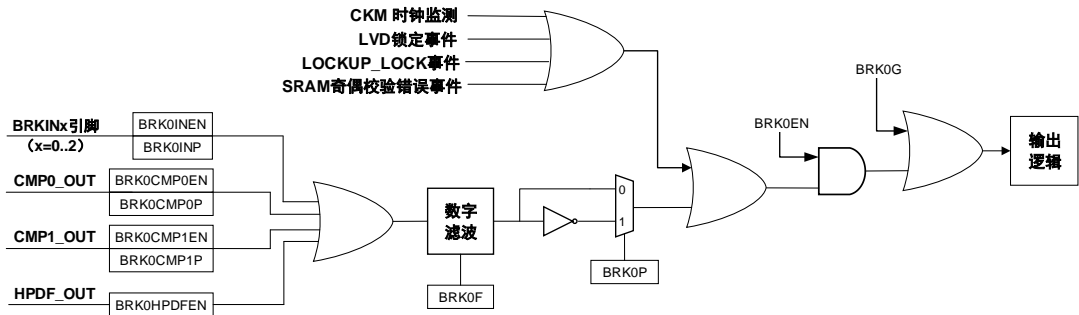 CKM 时钟监测
LVD锁定事件
LOCKUP_LOCK事件
SRAM奇偶校验错误事件
BRK0G
BRK0EN
BRKINx引脚
（x=0..2）
BRK0INEN
BRK0INP
CMP0_OUT
BRK0CMP0EN
BRK0CMP0P
CMP1_OUT
BRK0CMP1EN
BRK0CMP1P
HPDF_OUT
BRK0HPDFEN
数字
滤波
BRK0F
0
1
BRK0P
输出
逻辑